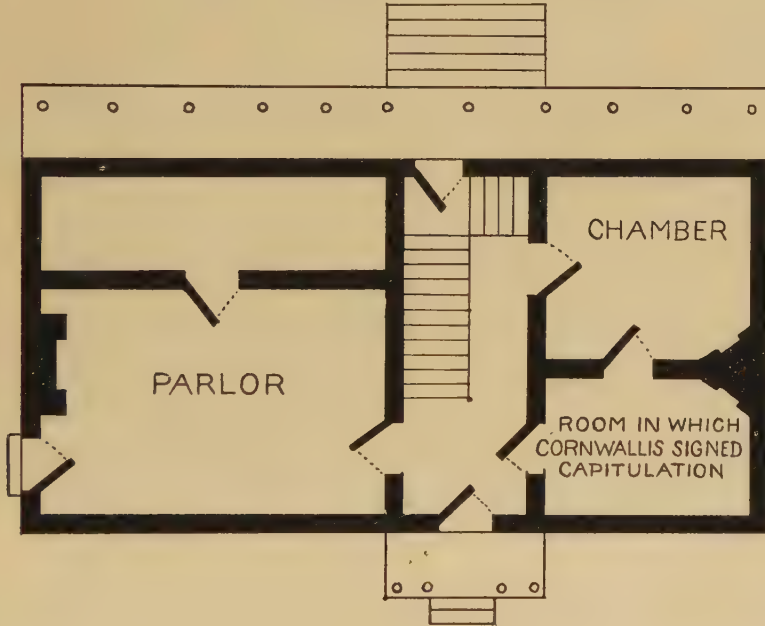 CHAMBER
PARLOR
ROOM IN WHICH
CORNWALLIS SIGNED
CAPITULATION